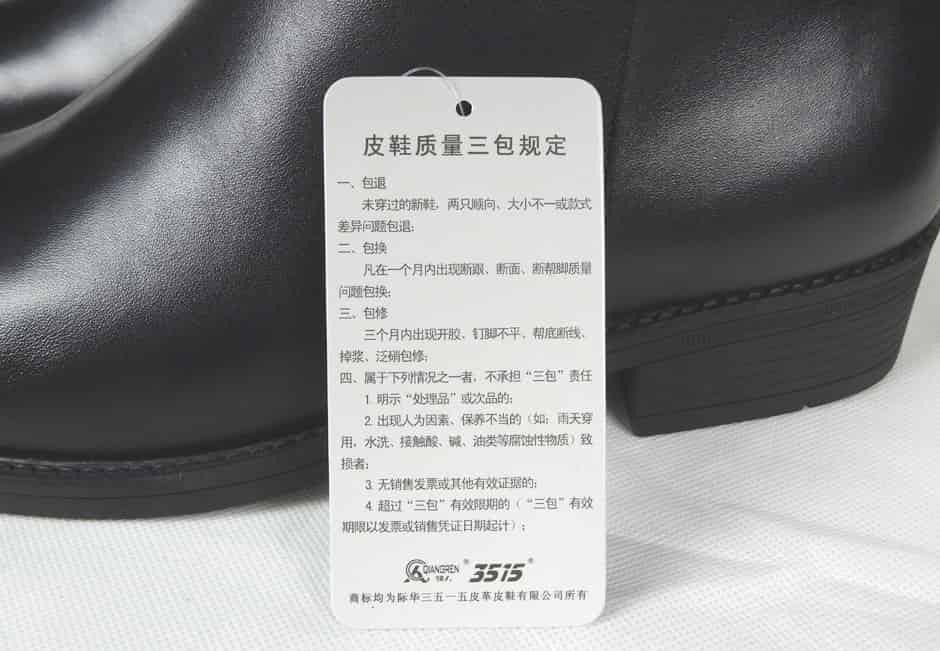 皮鞋质量三包规定
一、包退
未穿过的新鞋，两只顺向、大小不一或款式
差异问题包退；
二、包换
凡在一个月内出现断跟、断面、断帮脚质量
问题包换；
三、包修
三个月内出现开胶、钉脚不平、帮底断线、
掉浆、泛硝包修；
四、属于下列情况之一者，不承担“三包”责任
1. 明示“处理品”或次品的；
2. 出现人为因素、保养不当的（如：雨天穿
用，水洗、接触酸、碱、油类等腐蚀性物质）致
损者；
3. 无销售发票或其他有效证据的；
4. 超过“三包”有效限期的（“三包”有效
期限以发票或销售凭证日期起计）；
QIANGREN® 3515®
强人
商标均为际华三五一五皮革皮鞋有限公司所有